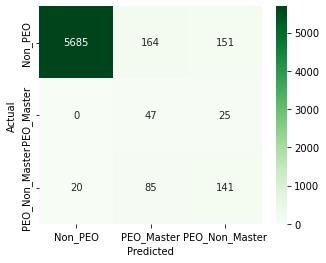 Non_PEO
PEO_Master
PEO_Non_Master
Actual
5685 164 151
0 47 25
20 85 141
Non_PEO PEO_Master PEO_Non_Master
Predicted
5000
4000
3000
2000
1000
0